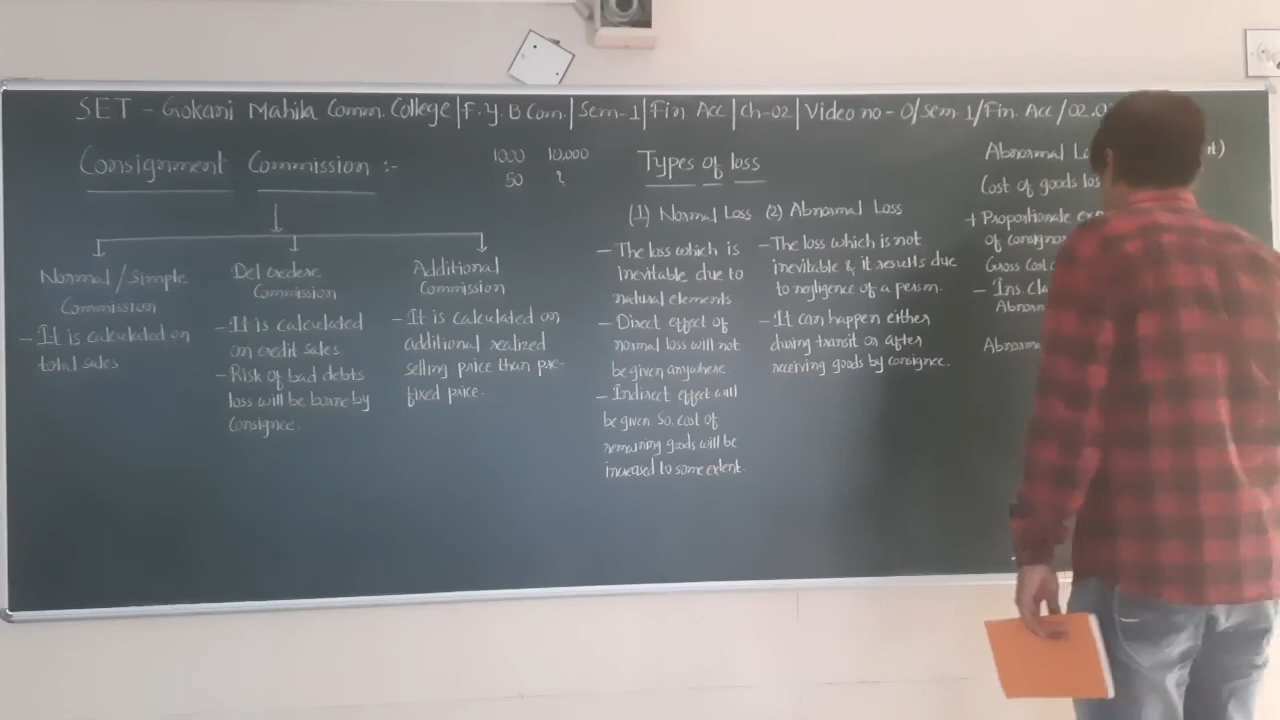 SET - Gokani Mahila Comm. College | F.Y.B Com. | Sem-1 | Fin. Acc | Ch-02 | Video no - 0/Sem-1/Fin. Acc/02.0
Consignment Commission :-
Normal/Simple
Commission
- It is calculated on
total sales
Del credere
Commission
- It is calculated
on credit sales.
- Risk of bad debts
loss will be borne by
consignee.
Additional
Commission
- It is calculated on
additional realized
selling price than pre-
fixed price.
1000 10,000
50 ?
Types of loss
(1) Normal Loss
- The loss which is
inevitable due to
natural elements
- Direct effect of
normal loss will not
be given anywhere.
- Indirect effect will
be given. So, cost of
remaining goods will be
increased to some extent.
(2) Abnormal Loss
- The loss which is not
inevitable & it results due
to negligence of a person.
- It can happen either
during transit or after
receiving goods by consignee.
Abnormal
Cost of goods
+ Proportionate
of
Gross Cost
- Ins.